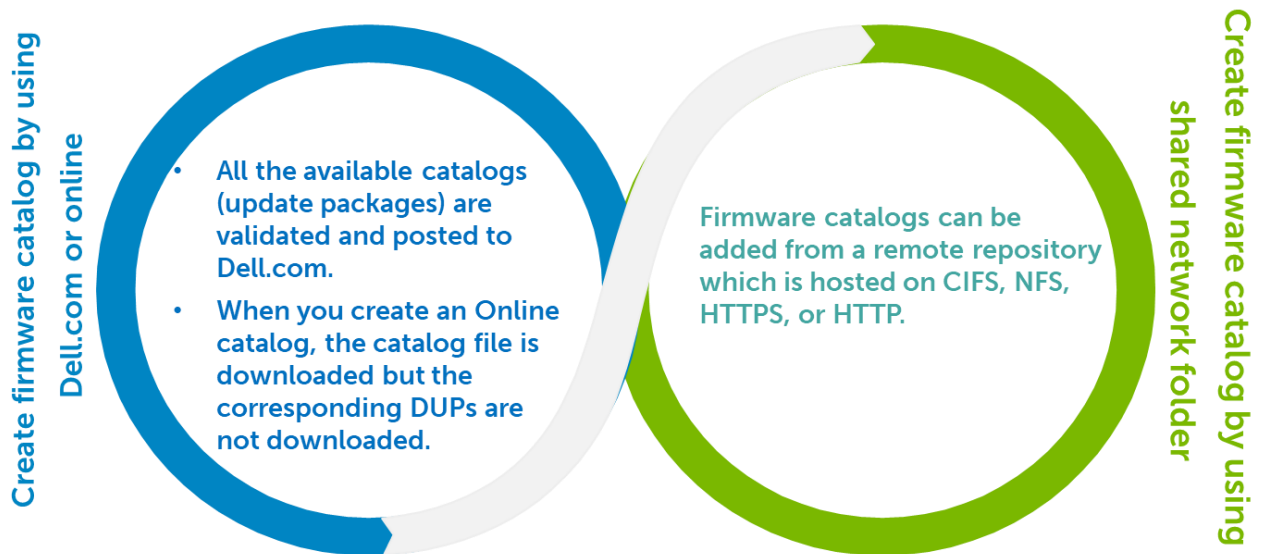 Create firmware catalog by using
Dell.com or online
• All the available catalogs
(update packages) are
validated and posted to
Dell.com.
• When you create an Online
catalog, the catalog file is
downloaded but the
corresponding DUPs are
not downloaded.
Firmware catalogs can be
added from a remote repository
which is hosted on CIFS, NFS,
HTTPS, or HTTP.
Create firmware catalog by using
shared network folder